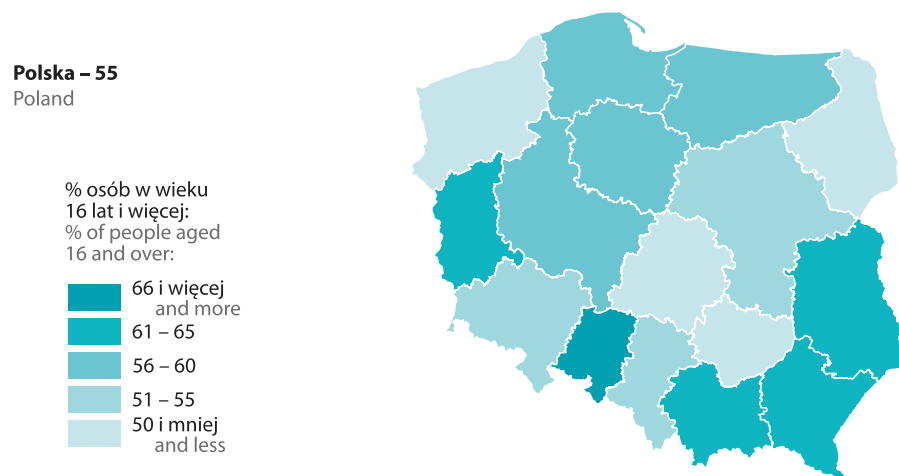 Polska – 55
Poland
% osób w wieku
16 lat i więcej:
% of people aged
16 and over:
66 i więcej
and more
61 – 65
56 – 60
51 – 55
50 i mniej
and less